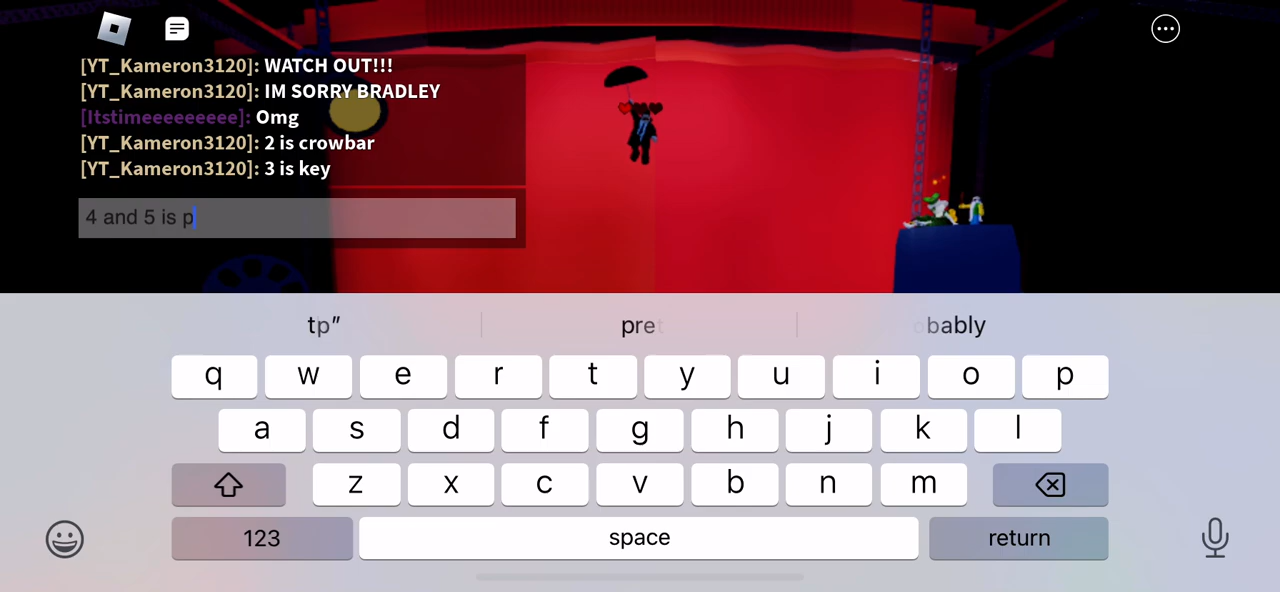 [YT_Kameron3120]: WATCH OUT!!!
[YT_Kameron3120]: IM SORRY BRADLEY
[Itstimeeeeeeeee]: Omg
[YT_Kameron3120]: 2 is crowbar
[YT_Kameron3120]: 3 is key
4 and 5 is p
tp” pret obably
q w e r t y u i o p
a s d f g h j k l
z x c v b n m
123 space return